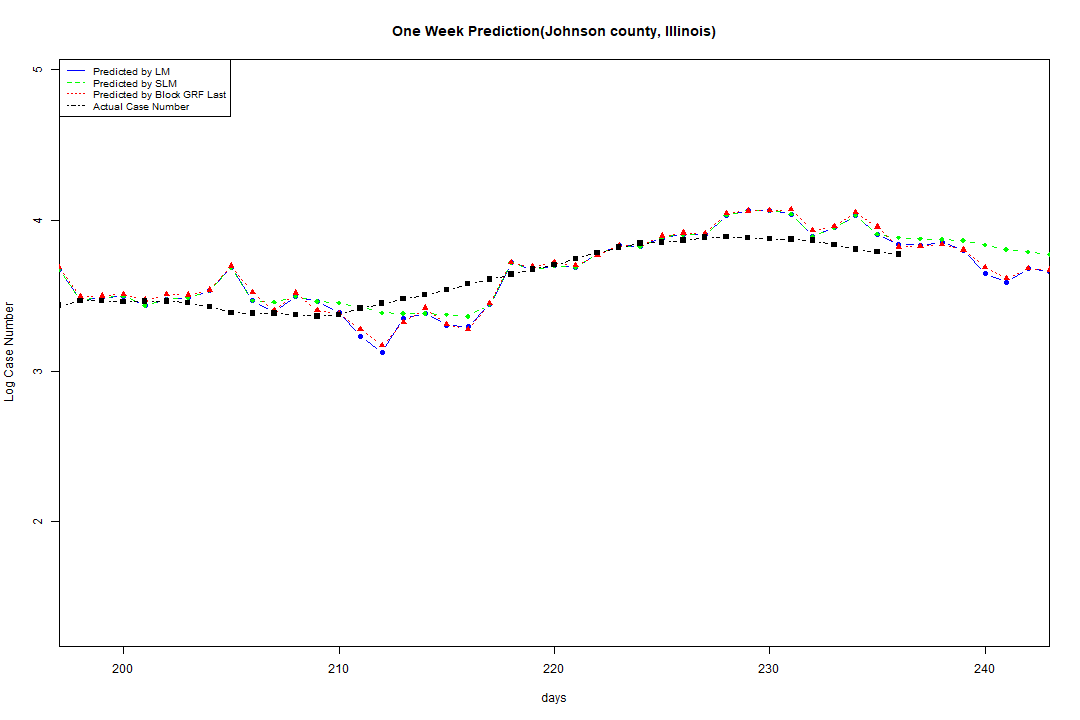 One Week Prediction(Johnson county, Illinois)
Predicted by LM
Predicted by SLM
Predicted by Block GRF Last
Actual Case Number
5
4
3
2
Log Case Number
200 210 220 230 240
days